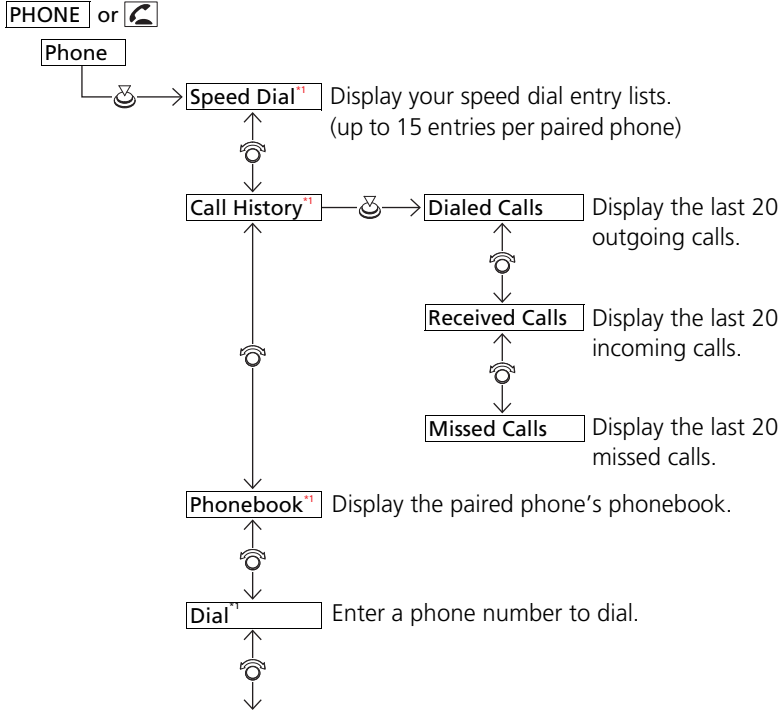 PHONE or
Phone
Speed Dial*1 Display your speed dial entry lists.
(up to 15 entries per paired phone)
Call History*1 Dialed Calls Display the last 20
outgoing calls.
Received Calls Display the last 20
incoming calls.
Missed Calls Display the last 20
missed calls.
Phonebook*1 Display the paired phone’s phonebook.
Dial*1 Enter a phone number to dial.